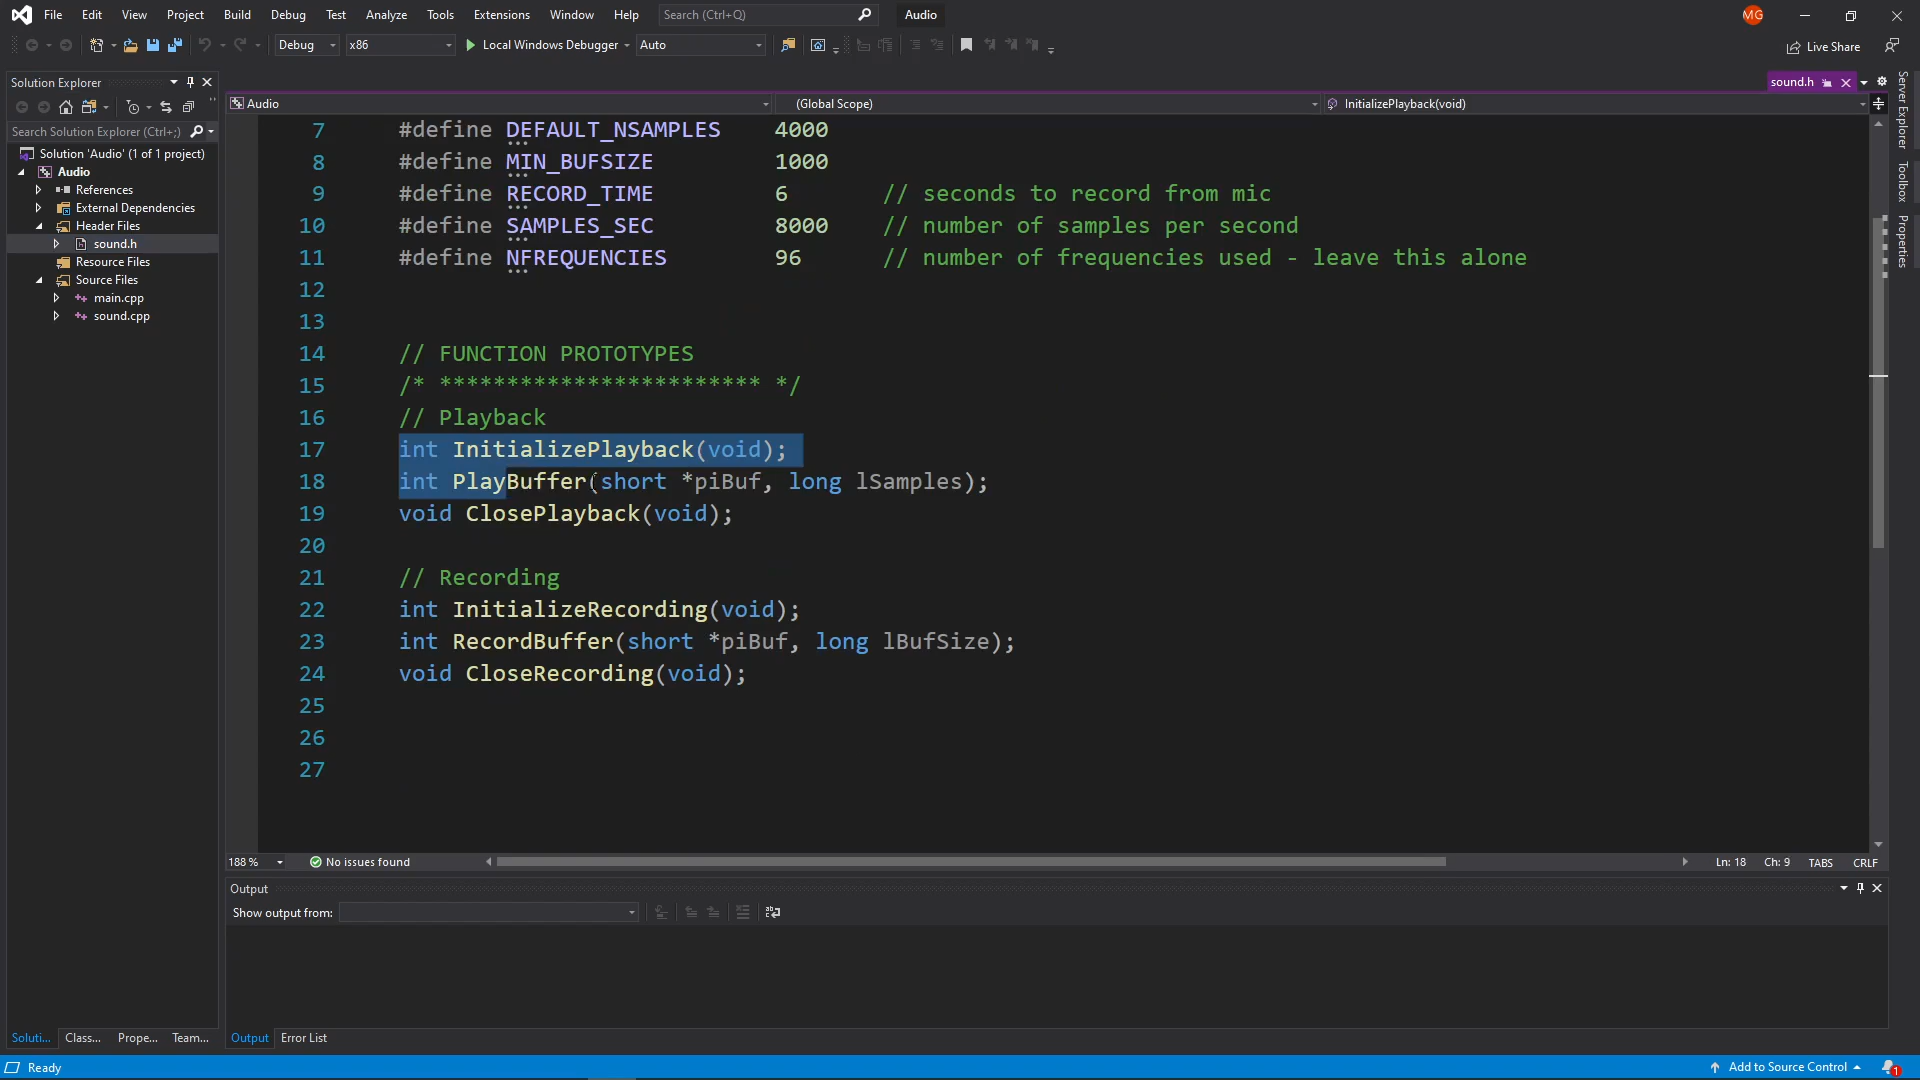 File Edit View Project Build Debug Test Analyze Tools Extensions Window Help Search (Ctrl+Q) Audio MG
Debug x86 Local Windows Debugger Auto Live Share
Solution Explorer
Search Solution Explorer (Ctrl+;)
Solution 'Audio' (1 of 1 project)
Audio
References
External Dependencies
Header Files
sound.h
Resource Files
Source Files
main.cpp
sound.cpp
sound.h
Audio (Global Scope) InitializePlayback(void)
7 #define DEFAULT_NSAMPLES 4000
8 #define MIN_BUFSIZE 1000
9 #define RECORD_TIME 6 // seconds to record from mic
10 #define SAMPLES_SEC 8000 // number of samples per second
11 #define NFREQUENCIES 96 // number of frequencies used - leave this alone
12
13
14 // FUNCTION PROTOTYPES
15 /* ************************ */
16 // Playback
17 int InitializePlayback(void);
18 int PlayBuffer(short *piBuf, long lSamples);
19 void ClosePlayback(void);
20
21 // Recording
22 int InitializeRecording(void);
23 int RecordBuffer(short *piBuf, long lBufSize);
24 void CloseRecording(void);
25
26
27
188 % No issues found Ln: 18 Ch: 9 TABS CRLF
Output
Show output from:
Soluti... Class... Prope... Team... Output Error List
Ready Add to Source Control 1
Server Explorer
Toolbox
Properties